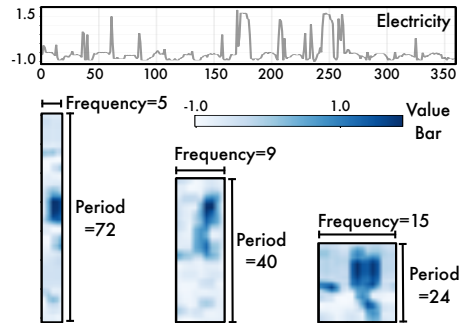 1.5
Electricity
-1.0
0 50 100 150 200 250 300 350
Frequency=5
-1.0 1.0 Value
Bar
Frequency=9
Period
=72
Frequency=15
Period
=40
Period
=24